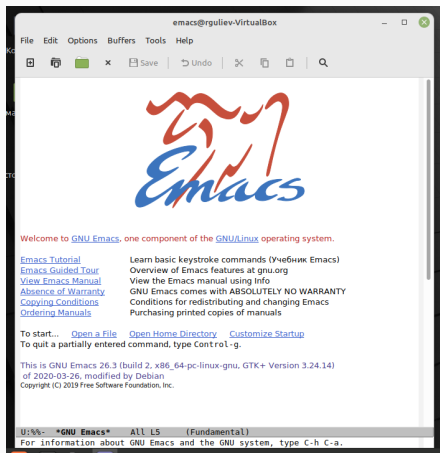 emacs@rguliev-VirtualBox
File Edit Options Buffers Tools Help
Save Undo
Emacs
Welcome to GNU Emacs, one component of the GNU/Linux operating system.
Emacs Tutorial Learn basic keystroke commands (Учебник Emacs)
Emacs Guided Tour Overview of Emacs features at gnu.org
View Emacs Manual View the Emacs manual using Info
Absence of Warranty GNU Emacs comes with ABSOLUTELY NO WARRANTY
Copying Conditions Conditions for redistributing and changing Emacs
Ordering Manuals Purchasing printed copies of manuals
To start... Open a File Open Home Directory Customize Startup
To quit a partially entered command, type Control-g.
This is GNU Emacs 26.3 (build 2, x86_64-pc-linux-gnu, GTK+ Version 3.24.14)
of 2020-03-26, modified by Debian
Copyright (C) 2019 Free Software Foundation, Inc.
U:%%- *GNU Emacs* All L5 (Fundamental)
For information about GNU Emacs and the GNU system, type C-h C-a.